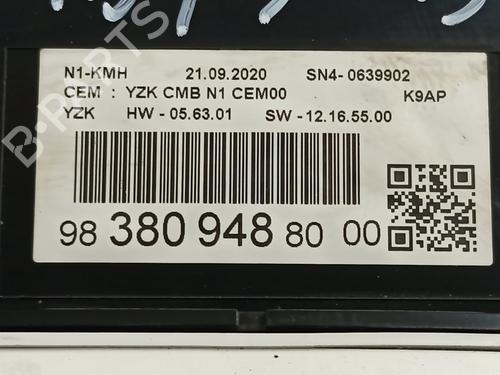 N1-KMH 21.09.2020 SN4- 0639902
CEM : YZK CMB N1 CEM00 K9AP
YZK HW - 05.63.01 SW - 12.16.55.00
98 380 948 80 00
B-PARTS